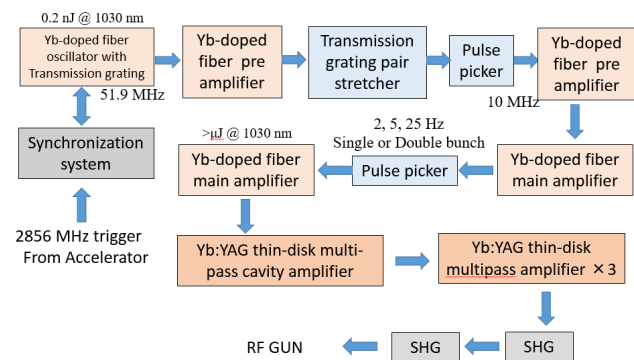 0.2 nJ @ 1030 nm
Yb-doped fiber
oscillator with
Transmission grating
Yb-doped
fiber pre
amplifier
Transmission
grating pair
stretcher
Pulse
picker
Yb-doped
fiber pre
amplifier
51.9 MHz
10 MHz
Synchronization
system
2856 MHz trigger
From Accelerator
>μJ @ 1030 nm
Yb-doped fiber
main amplifier
2, 5, 25 Hz
Single or Double bunch
Pulse picker
Yb-doped fiber
main amplifier
Yb:YAG thin-disk multi-
pass cavity amplifier
Yb:YAG thin-disk
multipass amplifier ×3
RF GUN
SHG
SHG